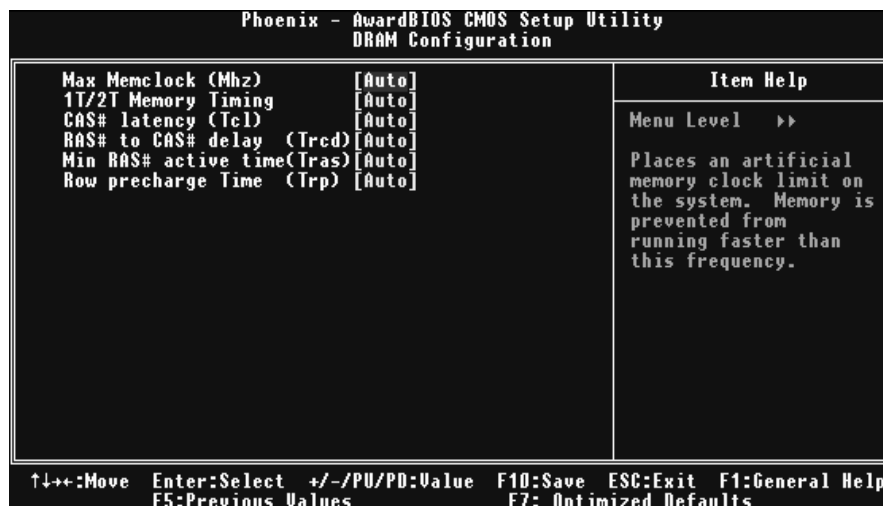 Phoenix - AwardBIOS CMOS Setup Utility
DRAM Configuration
Max Memclock (Mhz) [Auto]
1T/2T Memory Timing [Auto]
CAS# latency (Tcl) [Auto]
RAS# to CAS# delay (Trcd)[Auto]
Min RAS# active time(Tras)[Auto]
Row precharge Time (Trp) [Auto]
Item Help
Menu Level ▸▸
Places an artificial
memory clock limit on
the system. Memory is
prevented from
running faster than
this frequency.
↑↓→←:Move Enter:Select +/-/PU/PD:Value F10:Save ESC:Exit F1:General Help
F5:Previous Values F7: Optimized Defaults